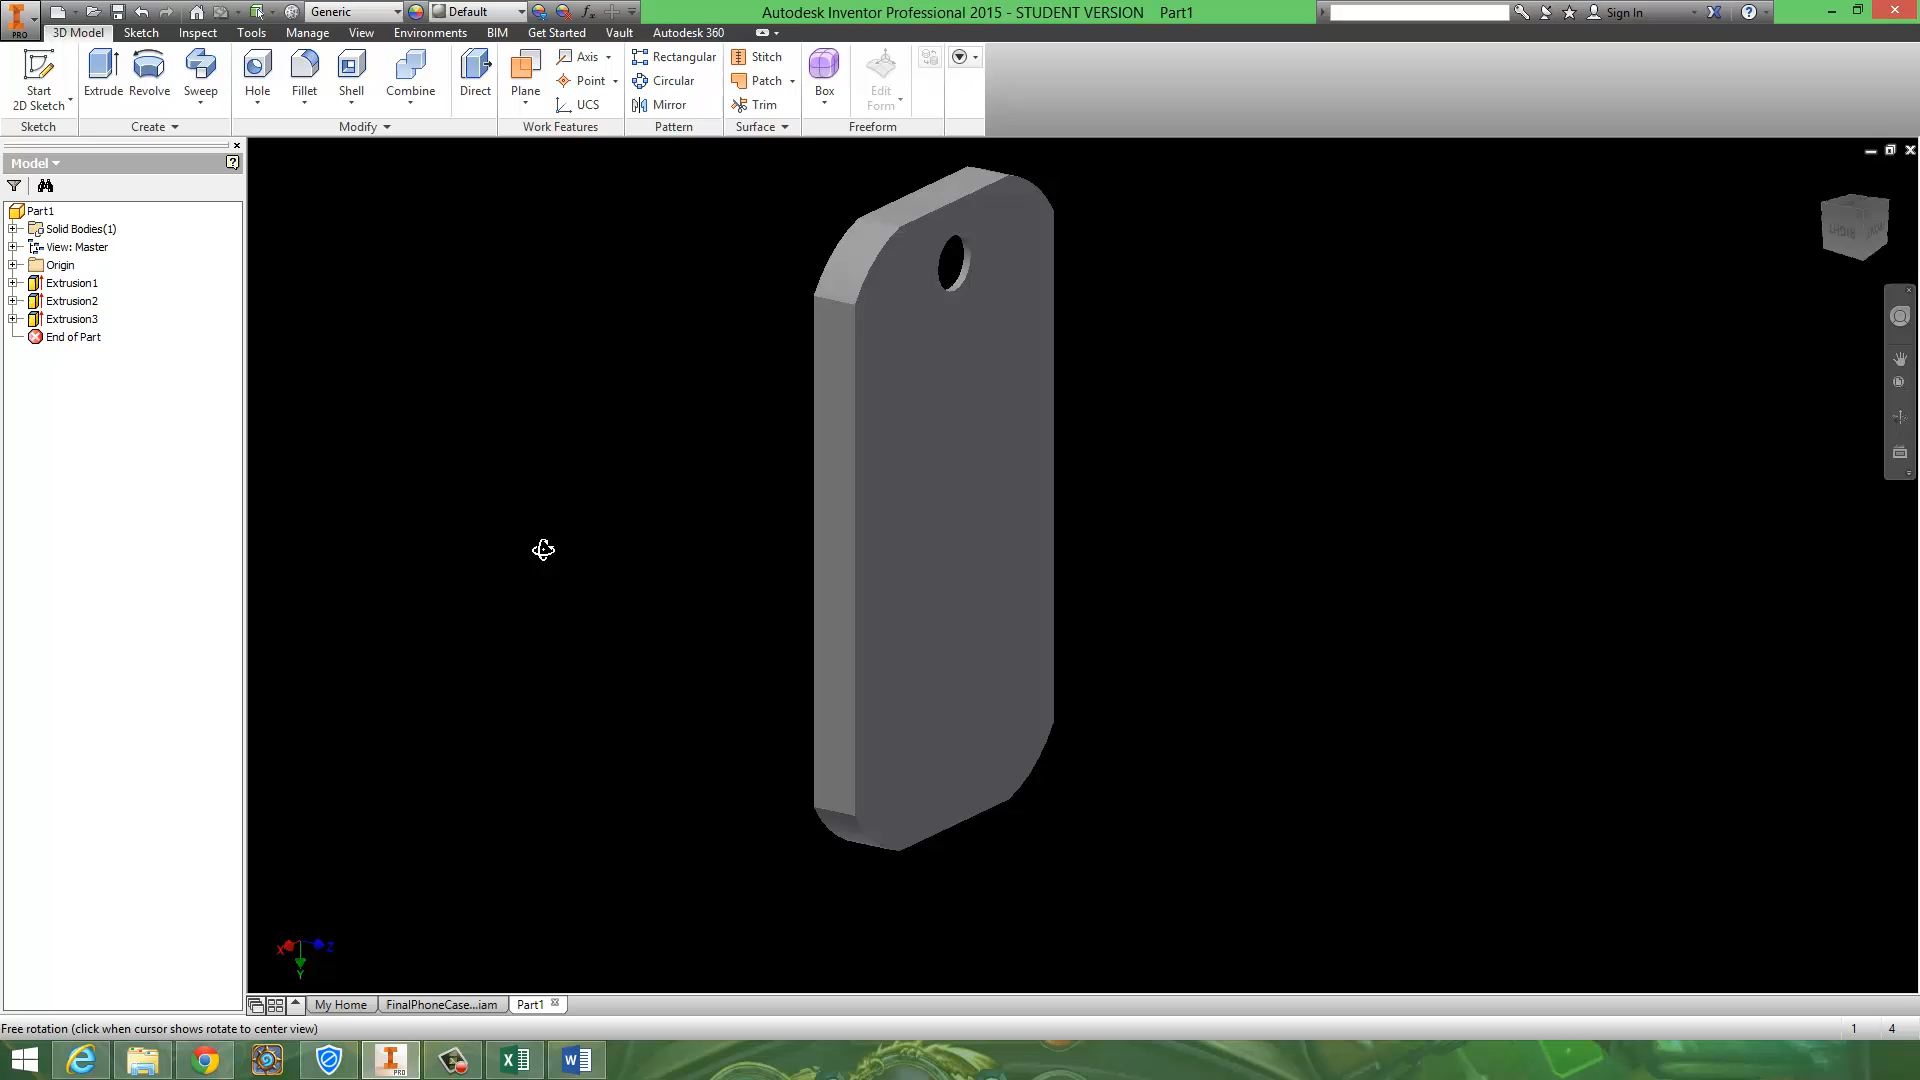 Generic
Default
Autodesk Inventor Professional 2015 - STUDENT VERSION Part1
Sign In
PRO
3D Model Sketch Inspect Tools Manage View Environments BIM Get Started Vault Autodesk 360
Start
2D Sketch
Extrude Revolve Sweep
Hole Fillet Shell Combine
Direct
Plane
Axis
Point
UCS
Rectangular
Circular
Mirror
Stitch
Patch
Trim
Box
Edit
Form
Sketch Create Modify Work Features Pattern Surface Freeform
Model
Part1
Solid Bodies(1)
View: Master
Origin
Extrusion1
Extrusion2
Extrusion3
End of Part
RIGHT
X Z
Y
My Home FinalPhoneCase...iam Part1
Free rotation (click when cursor shows rotate to center view)
1 4
PRO